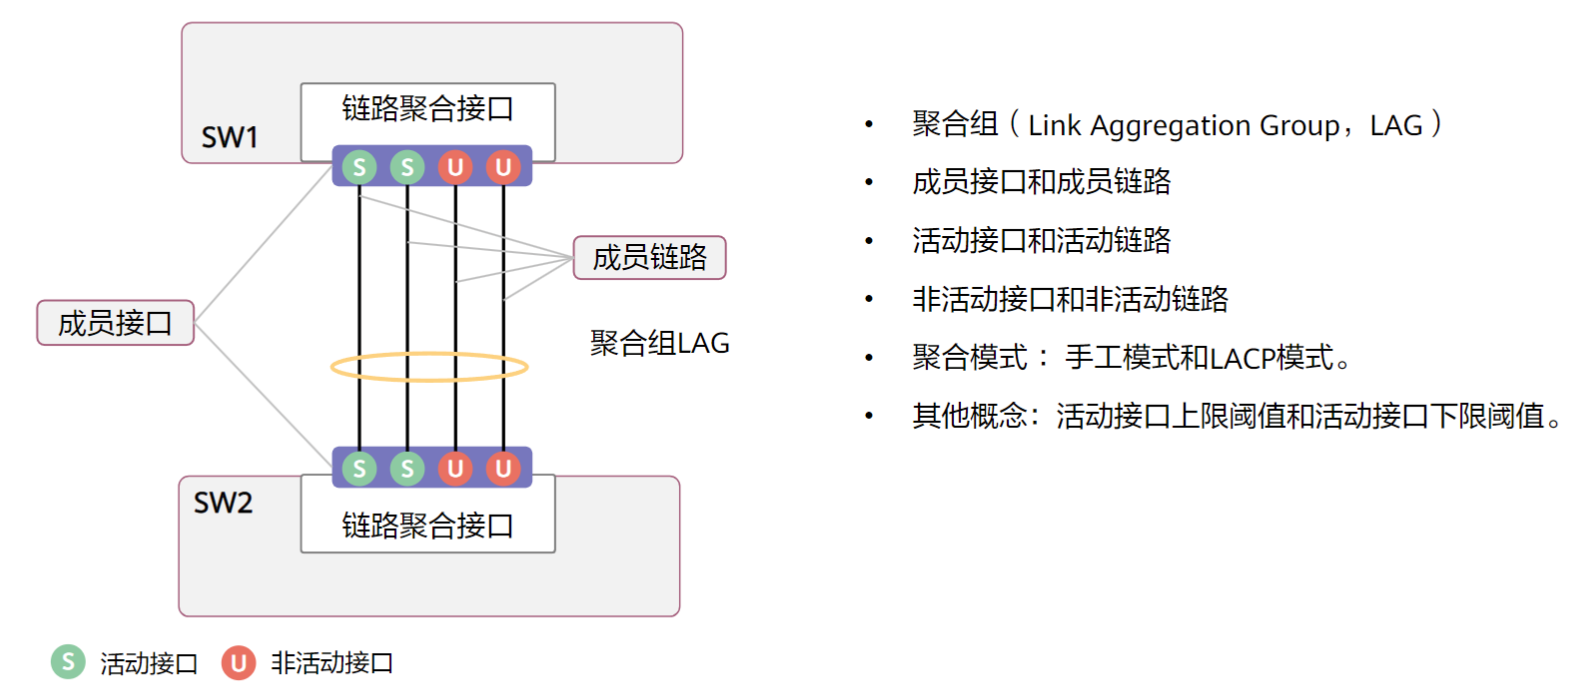 链路聚合接口
SW1
S S U U
成员链路
成员接口
聚合组LAG
S S U U
SW2
链路聚合接口
S 活动接口 U 非活动接口
• 聚合组（Link Aggregation Group，LAG）
• 成员接口和成员链路
• 活动接口和活动链路
• 非活动接口和非活动链路
• 聚合模式：手工模式和LACP模式。
• 其他概念：活动接口上限阈值和活动接口下限阈值。